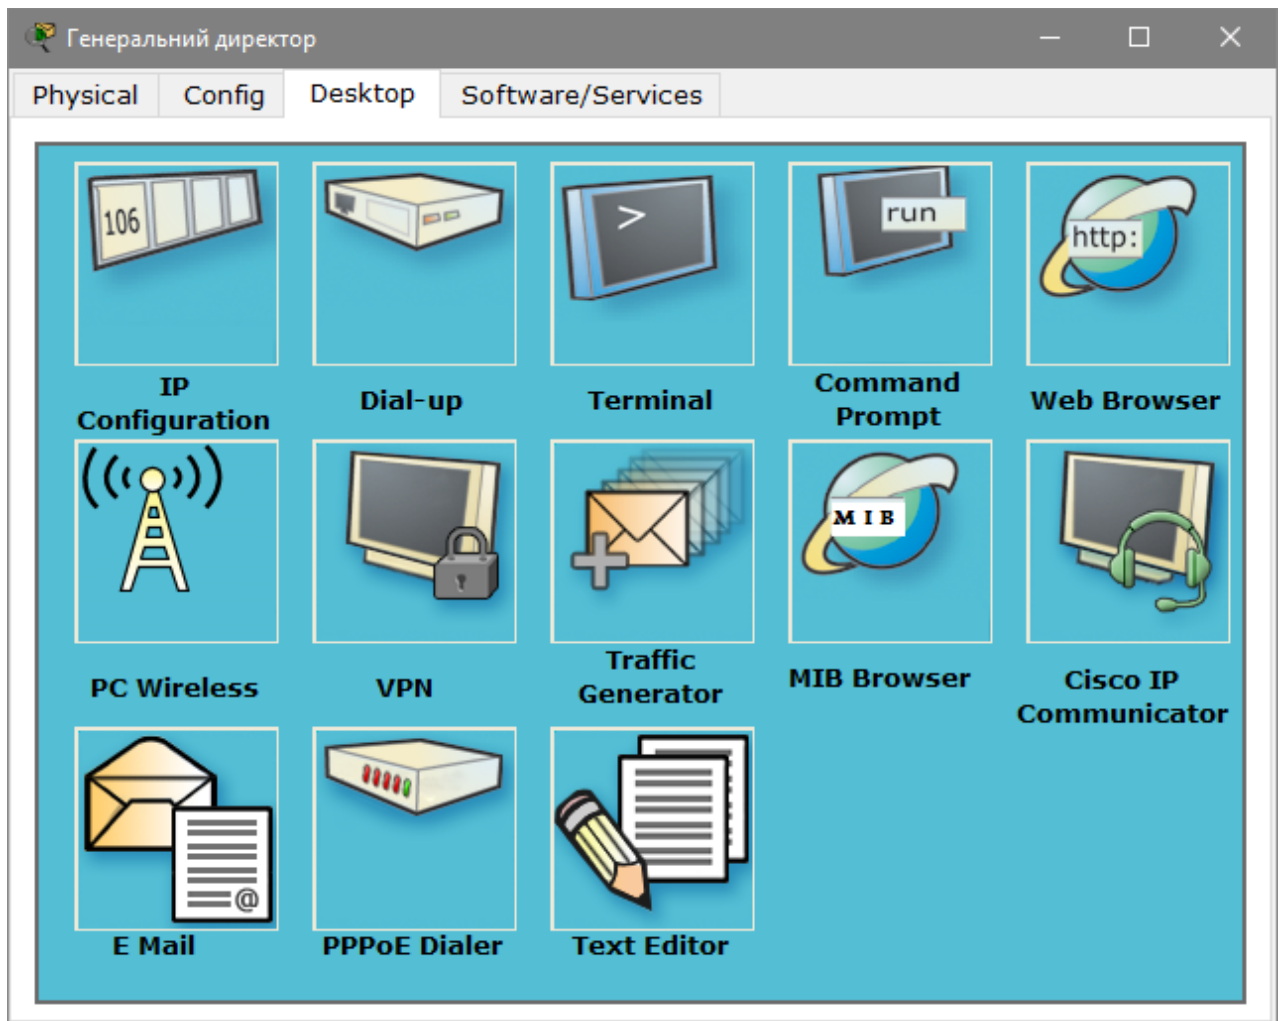 Генеральний директор
Physical Config Desktop Software/Services
106
>
run
http:
IP
Configuration
Dial-up
Terminal
Command
Prompt
Web Browser
MIB
PC Wireless
VPN
Traffic
Generator
MIB Browser
Cisco IP
Communicator
@
E Mail
PPPoE Dialer
Text Editor